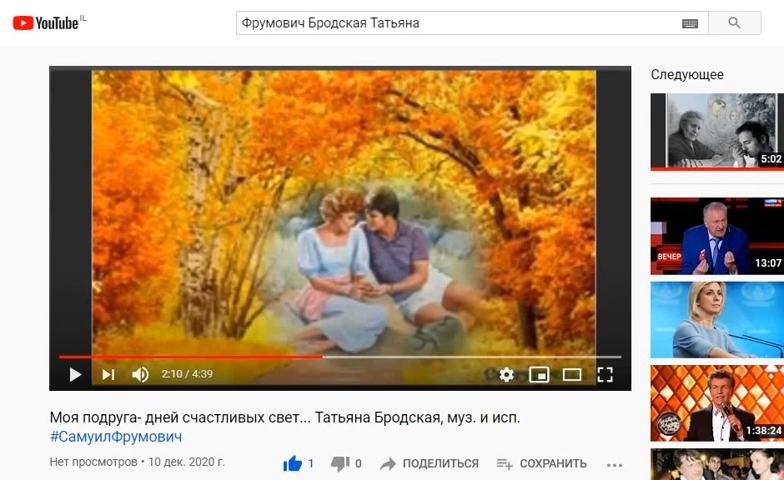 YouTube IL
Фрумович Бродская Татьяна
Следующее
5:02
ВЕЧЕР
13:07
1:38:24
2:10 / 4:39
Моя подруга- дней счастливых свет... Татьяна Бродская, муз. и исп.
#СамуилФрумович
Нет просмотров • 10 дек. 2020 г.
1
0
ПОДЕЛИТЬСЯ
СОХРАНИТЬ